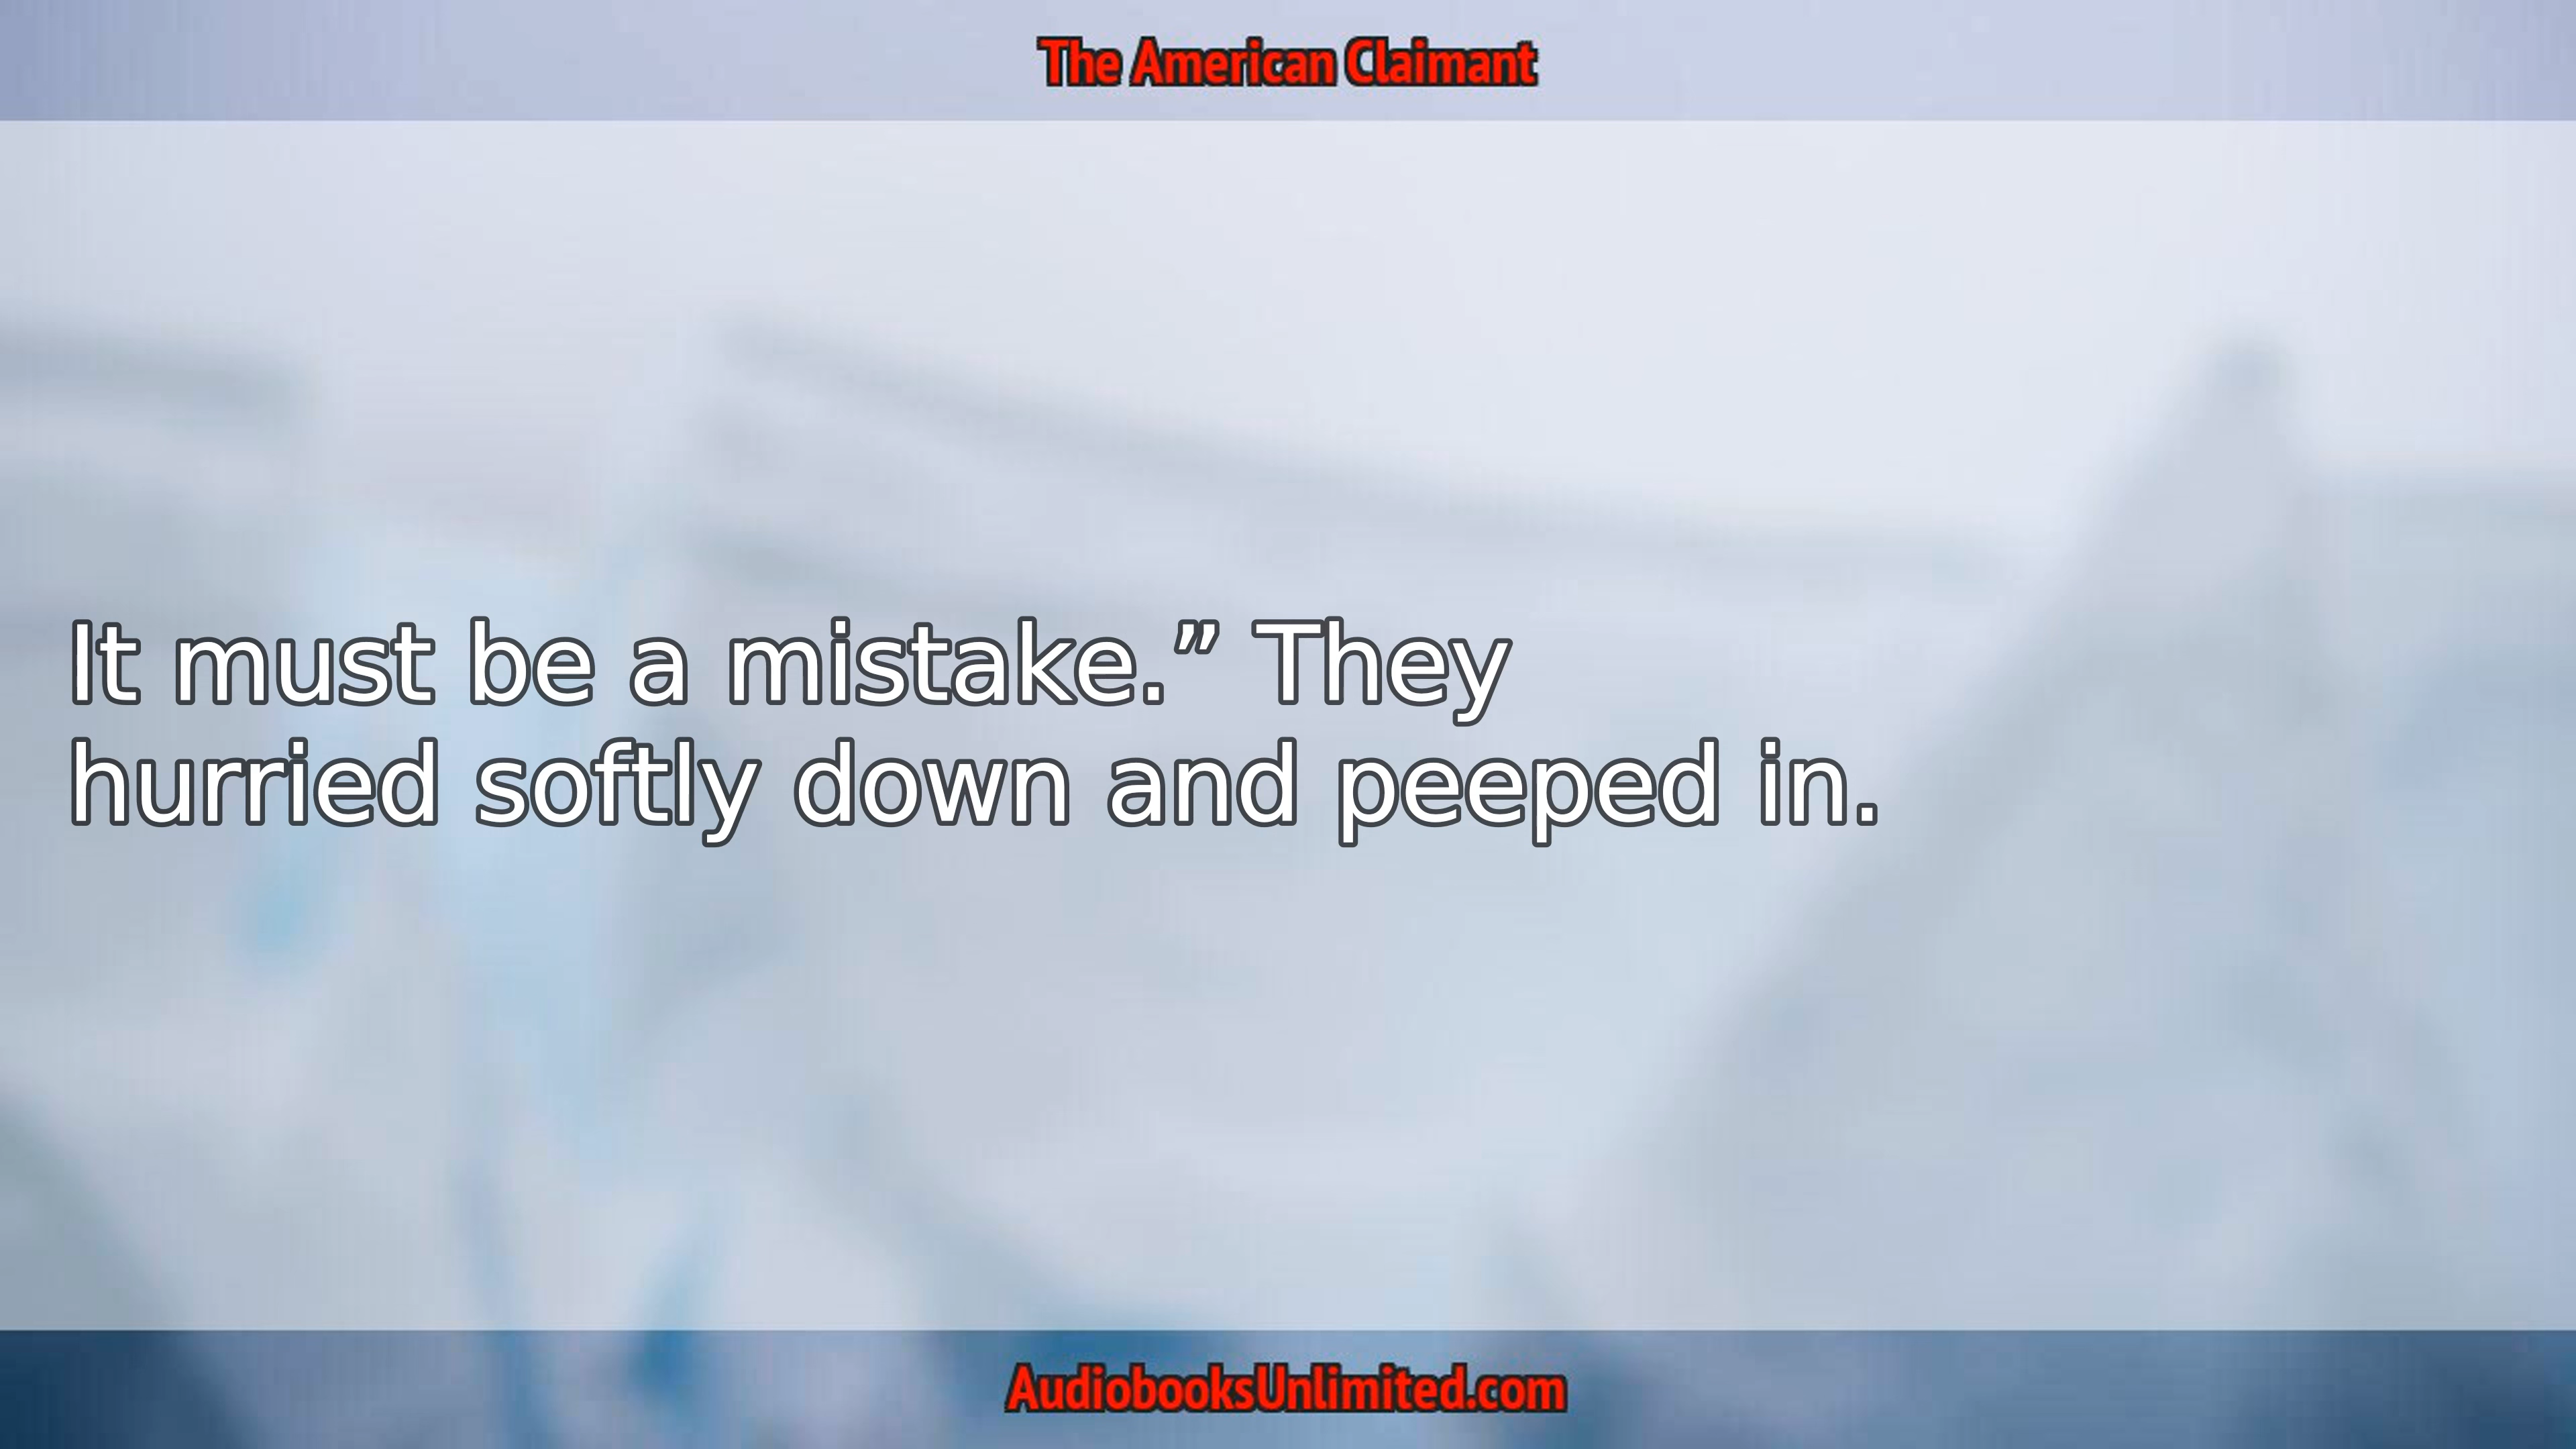 The American Claimant
It must be a mistake.” They
hurried softly down and peeped in.
AudiobooksUnlimited.com